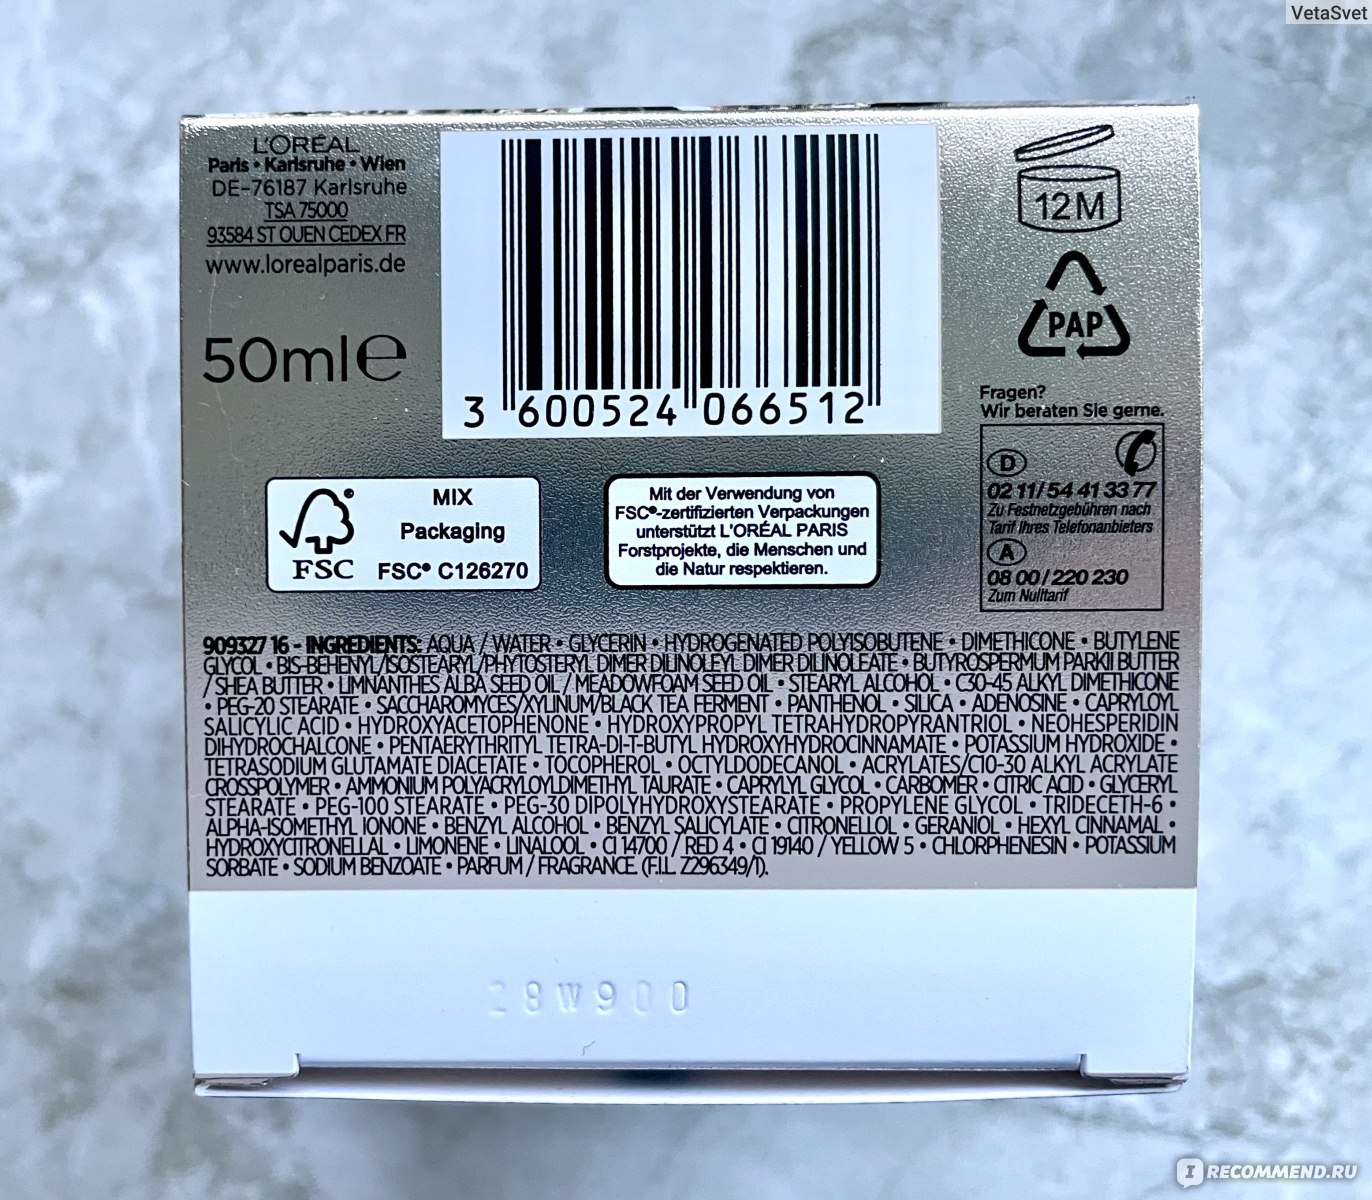 VetaSvet
L'ORÉAL
Paris • Karlsruhe • Wien
DE-76187 Karlsruhe
TSA 75000
93584 ST OUEN CEDEX FR
www.lorealparis.de
50ml℮
3 600524 066512
12M
PAP
Fragen?
Wir beraten Sie gerne.
D
02 11/54 41 33 77
Zu Festnetzgebühren nach
Tarif Ihres Telefonanbieters
A
08 00/220 230
Zum Nulltarif
FSC®
MIX
Packaging
FSC® C126270
Mit der Verwendung von
FSC®-zertifizierten Verpackungen
unterstützt L'ORÉAL PARIS
Forstprojekte, die Menschen und
die Natur respektieren.
909327 16 - INGREDIENTS: AQUA / WATER • GLYCERIN • HYDROGENATED POLYISOBUTENE • DIMETHICONE • BUTYLENE
GLYCOL • BIS-BEHENYL/ISOSTEARYL/PHYTOSTERYL DIMER DILINOLEYL DIMER DILINOLEATE • BUTYROSPERMUM PARKII BUTTER
/ SHEA BUTTER • LIMNANTHES ALBA SEED OIL / MEADOWFOAM SEED OIL • STEARYL ALCOHOL • C30-45 ALKYL DIMETHICONE
• PEG-20 STEARATE • SACCHAROMYCES/XYLINUM/BLACK TEA FERMENT • PANTHENOL • SILICA • ADENOSINE • CAPRYLOYL
SALICYLIC ACID • HYDROXYACETOPHENONE • HYDROXYPROPYL TETRAHYDROPYRANTRIOL • NEOHESPERIDIN
DIHYDROCHALCONE • PENTAERYTHRITYL TETRA-DI-T-BUTYL HYDROXYHYDROCINNAMATE • POTASSIUM HYDROXIDE •
TETRASODIUM GLUTAMATE DIACETATE • TOCOPHEROL • OCTYLDODECANOL • ACRYLATES/C10-30 ALKYL ACRYLATE
CROSSPOLYMER • AMMONIUM POLYACRYLOYLDIMETHYL TAURATE • CAPRYLYL GLYCOL • CARBOMER • CITRIC ACID • GLYCERYL
STEARATE • PEG-100 STEARATE • PEG-30 DIPOLYHYDROXYSTEARATE • PROPYLENE GLYCOL • TRIDECETH-6 •
ALPHA-ISOMETHYL IONONE • BENZYL ALCOHOL • BENZYL SALICYLATE • CITRONELLOL • GERANIOL • HEXYL CINNAMAL •
HYDROXYCITRONELLAL • LIMONENE • LINALOOL • CI 14700 / RED 4 • CI 19140 / YELLOW 5 • CHLORPHENESIN • POTASSIUM
SORBATE • SODIUM BENZOATE • PARFUM / FRAGRANCE. (F.I.L. Z296349/1).
28W900
IRECOMMEND.RU